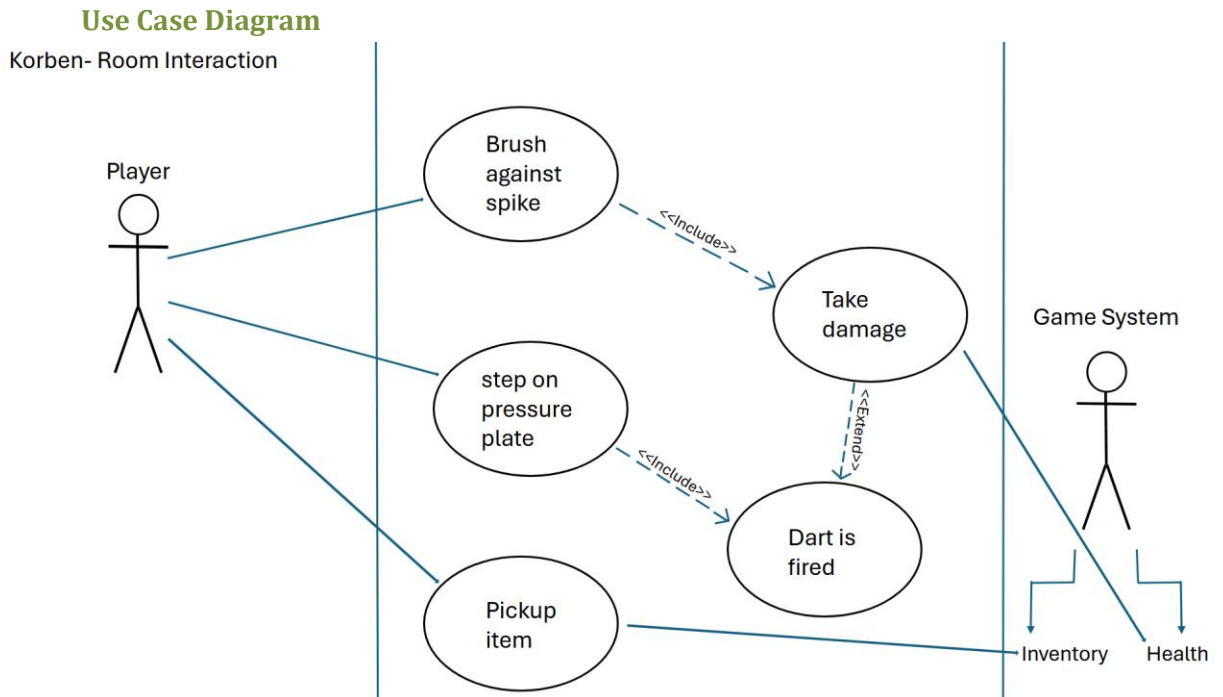 Use Case Diagram
Korben- Room Interaction
Player
Brush
against
spike
<<Include>>
Take
damage
Game System
step on
pressure
plate
<<Extend>>
<<Include>>
Dart is
fired
Pickup
item
Inventory
Health